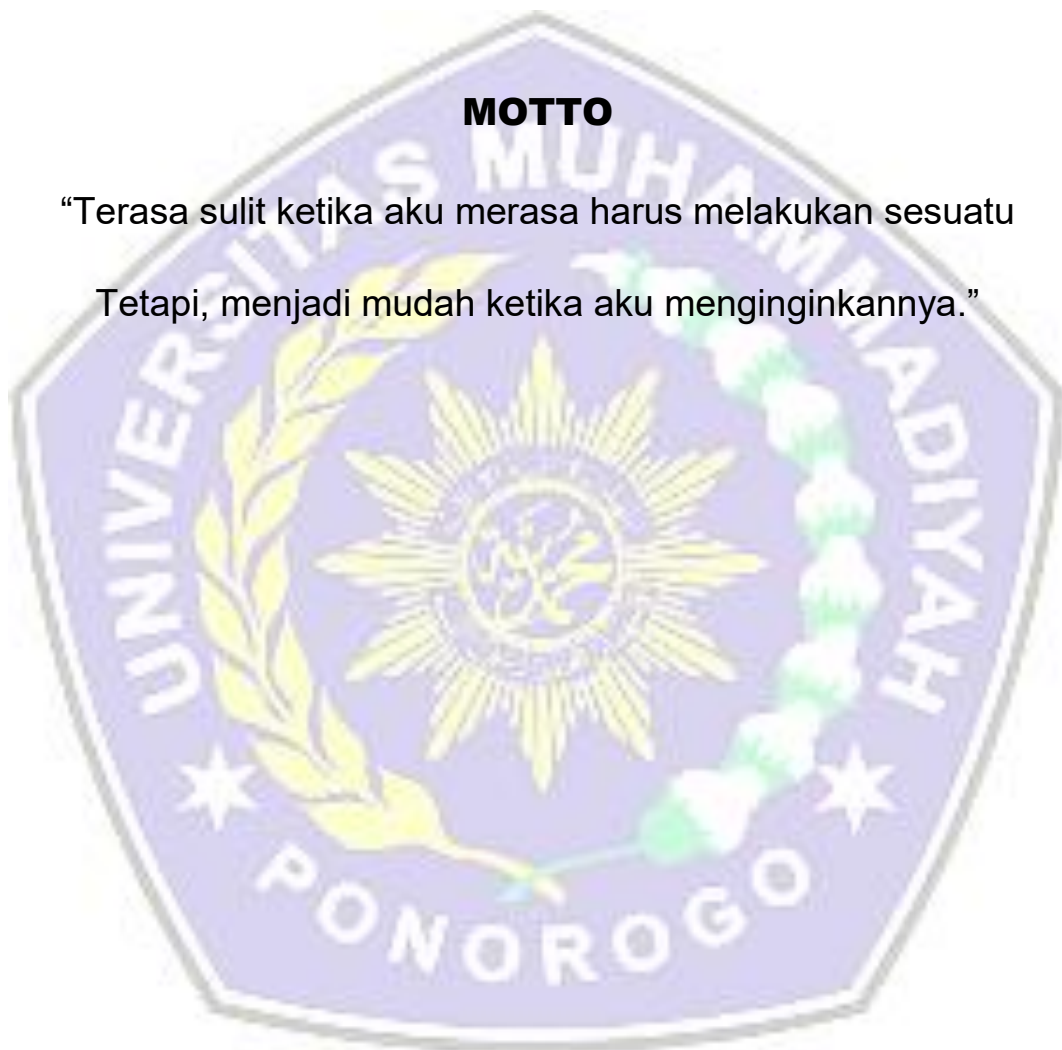 MOTTO
“Terasa sulit ketika aku merasa harus melakukan sesuatu
Tetapi, menjadi mudah ketika aku menginginkannya.”
UNIVERSITAS MUHAMMADIYAH
PONOROGO